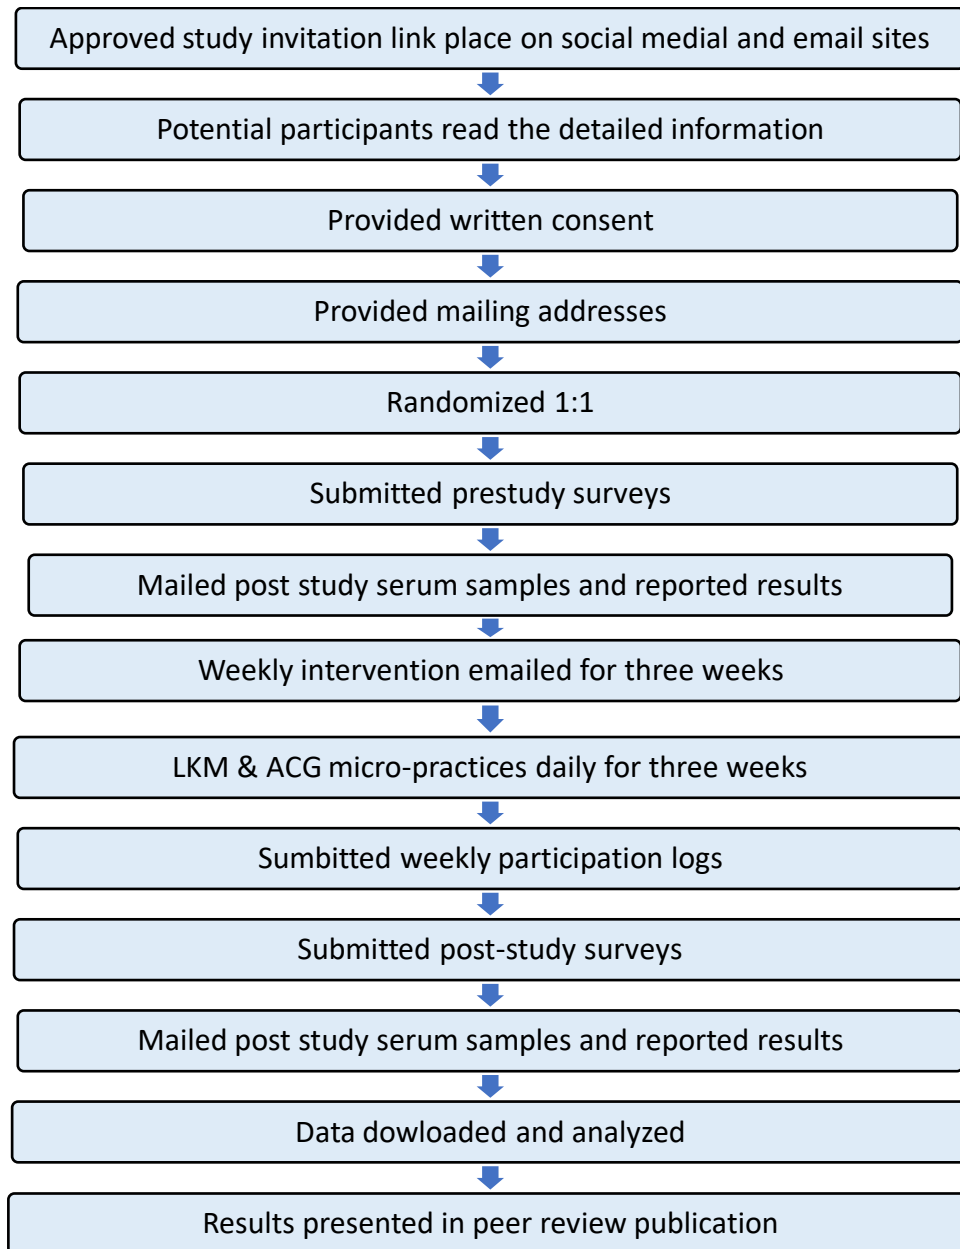 Approved study invitation link place on social medial and email sites
Potential participants read the detailed information
Provided written consent
Provided mailing addresses
Randomized 1:1
Submitted prestudy surveys
Mailed post study serum samples and reported results
Weekly intervention emailed for three weeks
LKM & ACG micro-practices daily for three weeks
Sumbitted weekly participation logs
Submitted post-study surveys
Mailed post study serum samples and reported results
Data dowloaded and analyzed
Results presented in peer review publication